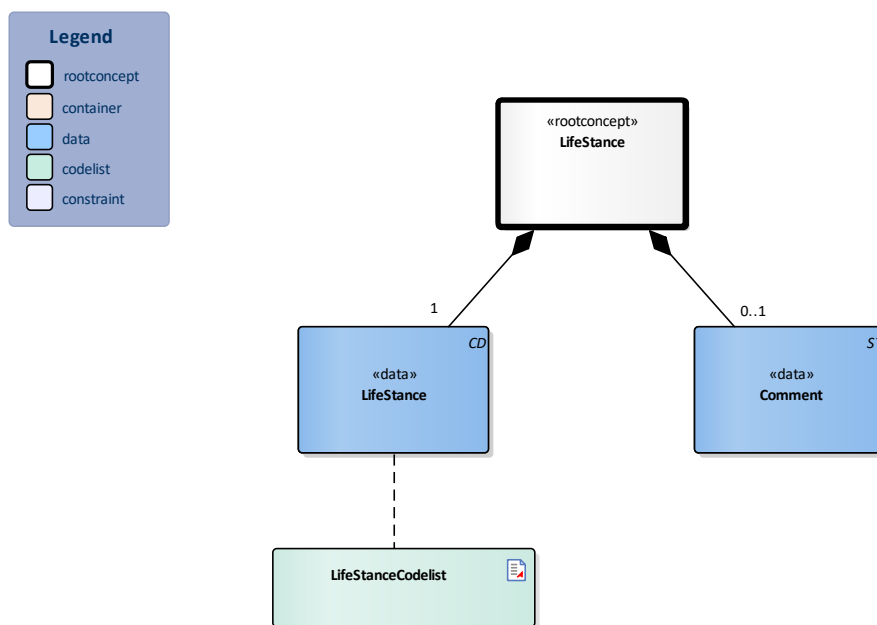 Legend
rootconcept
container
data
codelist
constraint
«rootconcept»
LifeStance
1
0..1
CD
«data»
LifeStance
«data»
Comment
LifeStanceCodelist